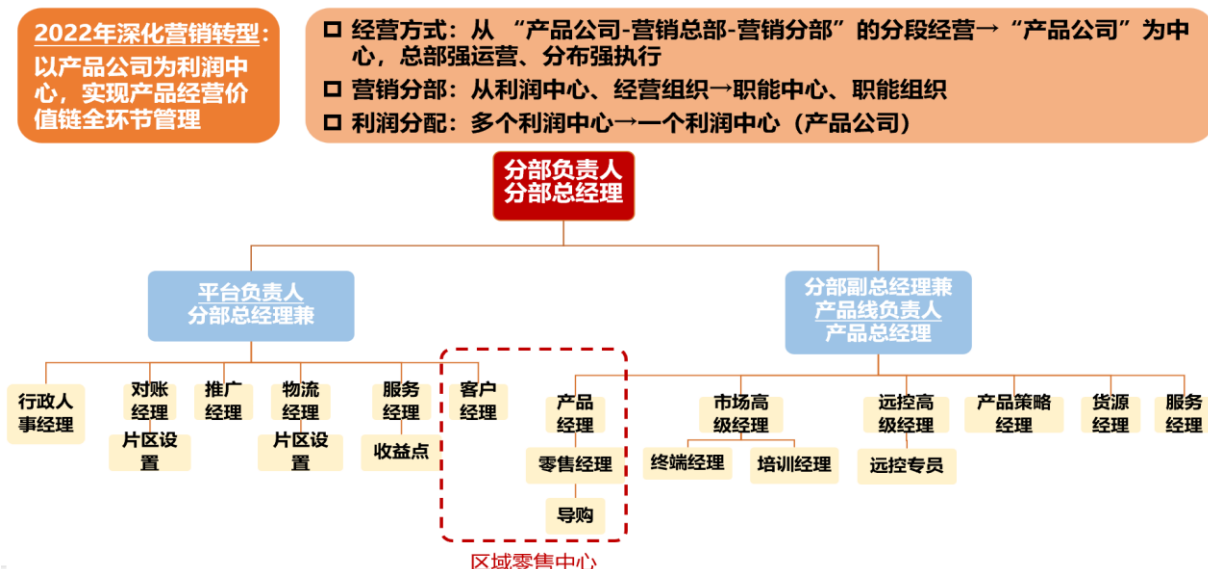 2022年深化营销转型：
以产品公司为利润中
心，实现产品经营价
值链全环节管理
经营方式：从 “产品公司-营销总部-营销分部”的分段经营→ “产品公司”为中
心，总部强运营、分布强执行
营销分部：从利润中心、经营组织→职能中心、职能组织
利润分配：多个利润中心→一个利润中心（产品公司）
分部负责人
分部总经理
平台负责人
分部总经理兼
分部副总经理兼
产品线负责人
产品总经理
行政人
事经理
对账
经理
片区设
置
推广
经理
物流
经理
片区设
置
服务
经理
收益点
客户
经理
产品
经理
零售经理
导购
市场高
级经理
终端经理
培训经理
远控高
级经理
远控专员
产品策略
经理
货源
经理
服务
经理
区域零售中心